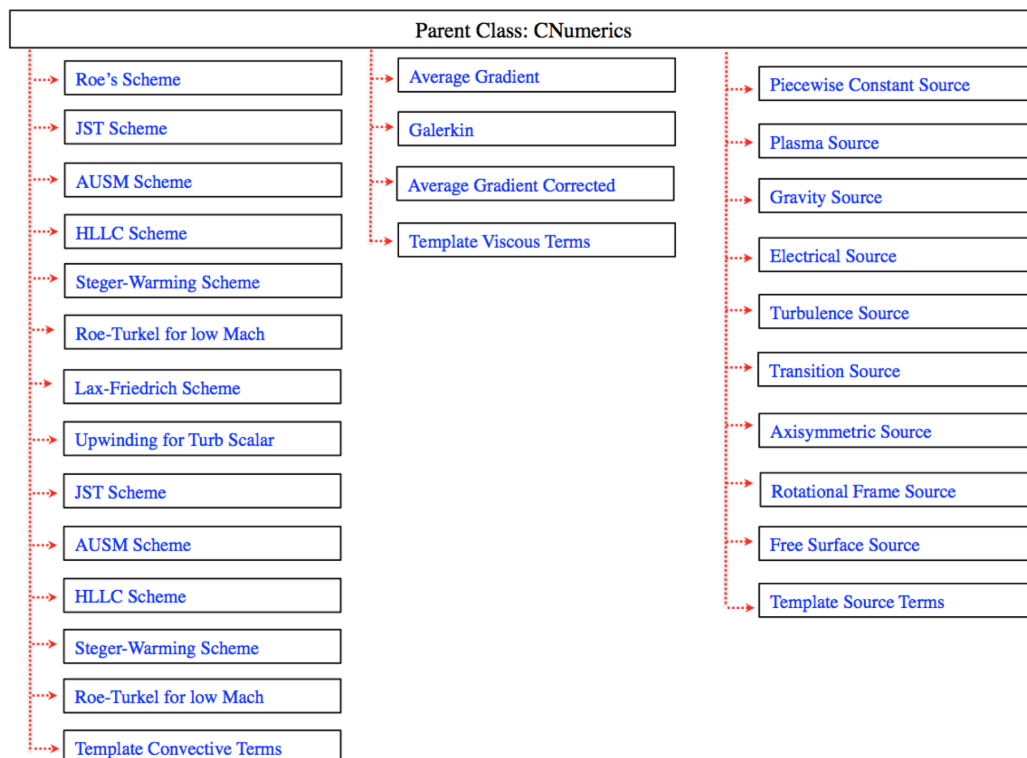 Parent Class: CNumerics
Roe's Scheme
JST Scheme
AUSM Scheme
HLLC Scheme
Steger-Warming Scheme
Roe-Turkel for low Mach
Lax-Friedrich Scheme
Upwinding for Turb Scalar
JST Scheme
AUSM Scheme
HLLC Scheme
Steger-Warming Scheme
Roe-Turkel for low Mach
Template Convective Terms
Average Gradient
Galerkin
Average Gradient Corrected
Template Viscous Terms
Piecewise Constant Source
Plasma Source
Gravity Source
Electrical Source
Turbulence Source
Transition Source
Axisymmetric Source
Rotational Frame Source
Free Surface Source
Template Source Terms